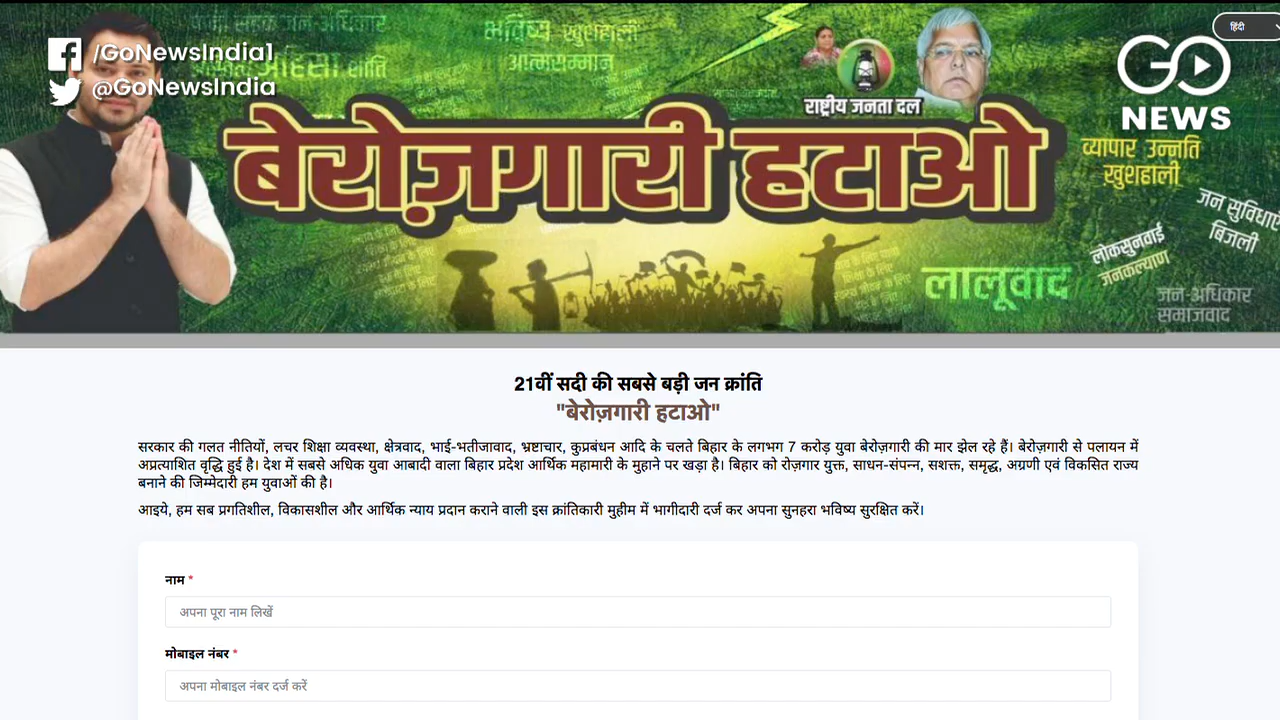 /GoNewsIndia1
@GoNewsIndia
भविष्य खुशहाली
आत्मसम्मान
हिंदी
GO
NEWS
राष्ट्रीय जनता दल
बेरोज़गारी हटाओ
व्यापार उन्नति
ख़ुशहाली
जन सुविधाएं
बिजली
लोकसुनवाई
जनकल्याण
लालूवाद
जन-अधिकार
समाजवाद
21वीं सदी की सबसे बड़ी जन क्रांति
"बेरोज़गारी हटाओ"
सरकार की गलत नीतियों, लचर शिक्षा व्यवस्था, क्षेत्रवाद, भाई-भतीजावाद, भ्रष्टाचार, कुप्रबंधन आदि के चलते बिहार के लगभग 7 करोड़ युवा बेरोज़गारी की मार झेल रहे हैं। बेरोज़गारी से पलायन में
अप्रत्याशित वृद्धि हुई है। देश में सबसे अधिक युवा आबादी वाला बिहार प्रदेश आर्थिक महामारी के मुहाने पर खड़ा है। बिहार को रोज़गार युक्त, साधन-संपन्न, सशक्त, समृद्ध, अग्रणी एवं विकसित राज्य
बनाने की जिम्मेदारी हम युवाओं की है।
आइये, हम सब प्रगतिशील, विकासशील और आर्थिक न्याय प्रदान कराने वाली इस क्रांतिकारी मुहीम में भागीदारी दर्ज कर अपना सुनहरा भविष्य सुरक्षित करें।
नाम *
अपना पूरा नाम लिखें
मोबाइल नंबर *
अपना मोबाइल नंबर दर्ज करें